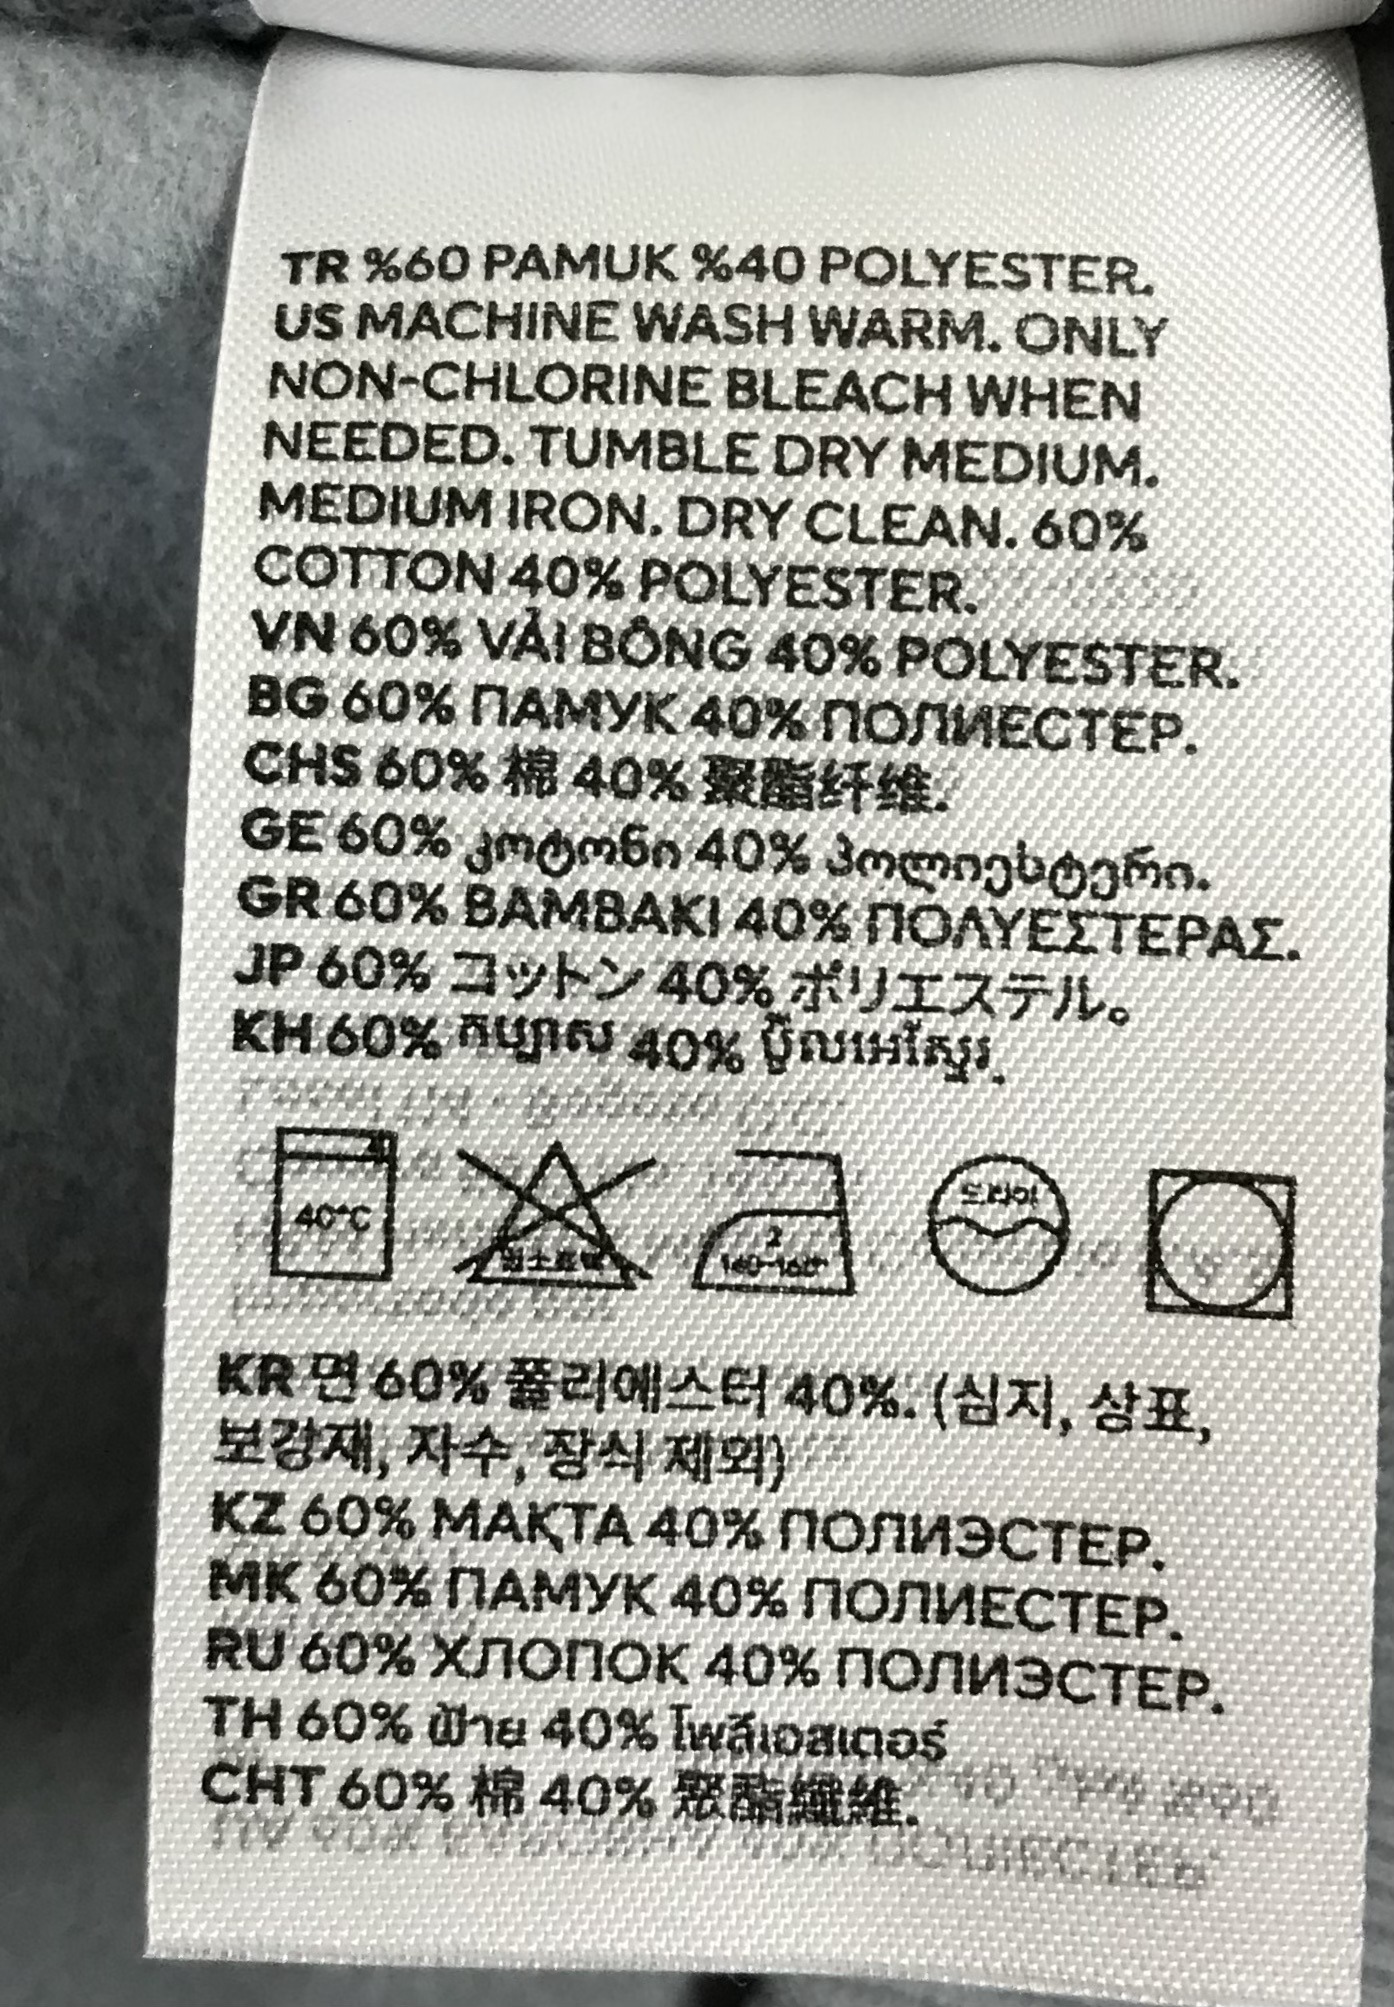 TR %60 PAMUK %40 POLYESTER.
US MACHINE WASH WARM. ONLY
NON-CHLORINE BLEACH WHEN
NEEDED. TUMBLE DRY MEDIUM.
MEDIUM IRON. DRY CLEAN. 60%
COTTON 40% POLYESTER.
VN 60% VẢI BÔNG 40% POLYESTER.
BG 60% ПАМУК 40% ПОЛИЕСТЕР.
CHS 60% 棉 40% 聚酯纤维.
GE 60% კოტონი 40% პოლიესტერი.
GR 60% ΒΑΜΒΑΚΙ 40% ΠΟΛΥΕΣΤΕΡΑΣ.
JP 60% コットン 40% ポリエステル。
KH 60% កប្បាស 40%
40°C
드라이
2
KR 면 60% 폴리에스터 40%. (심지, 상표,
보강재, 자수, 장식 제외)
KZ 60% МАҚТА 40% ПОЛИЭСТЕР.
MK 60% ПАМУК 40% ПОЛИЕСТЕР.
RU 60% ХЛОПОК 40% ПОЛИЭСТЕР.
TH 60% ฝ้าย 40% โพลีเอสเตอร์
CHT 60% 棉 40% 聚酯纖維.